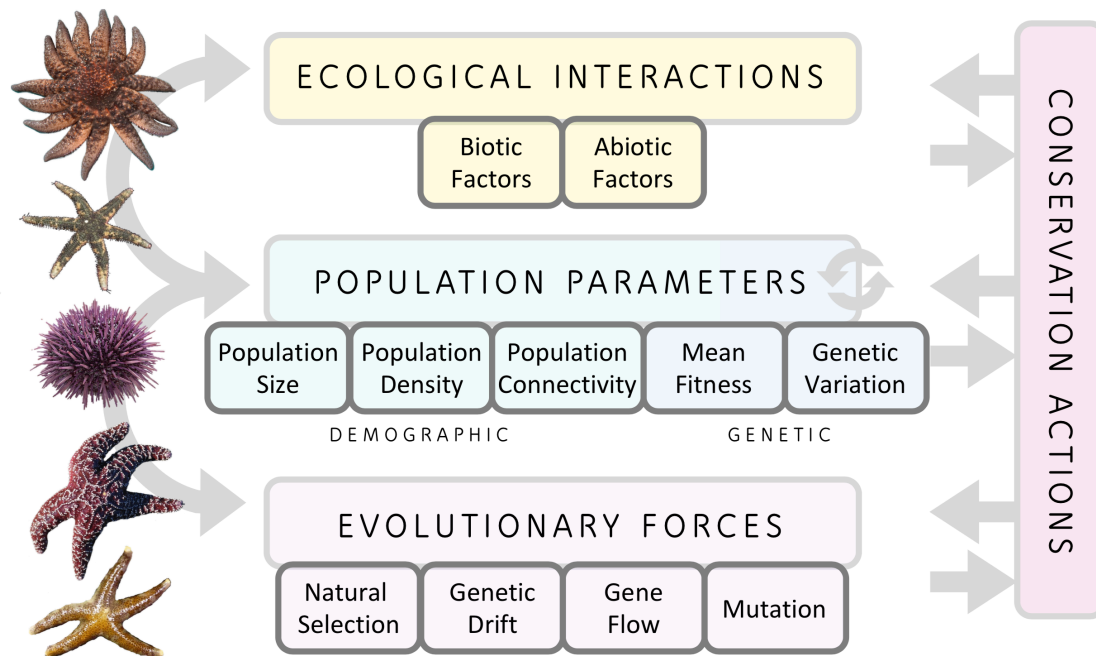 ECOLOGICAL INTERACTIONS
Biotic
Factors
Abiotic
Factors
POPULATION PARAMETERS
Population
Size
Population
Density
Population
Connectivity
Mean
Fitness
Genetic
Variation
DEMOGRAPHIC
GENETIC
EVOLUTIONARY FORCES
Natural
Selection
Genetic
Drift
Gene
Flow
Mutation
CONSERVATION ACTIONS